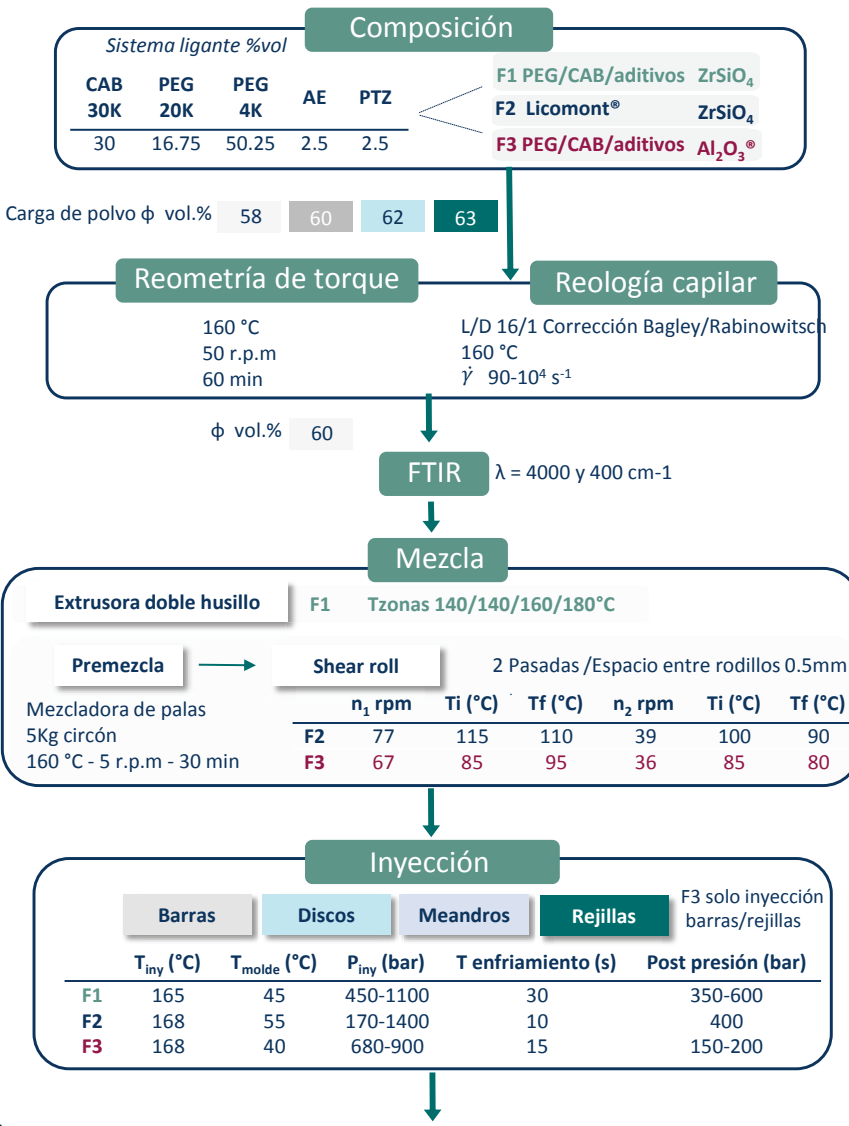 Composición
Sistema ligante %vol
CAB 30K PEG 20K PEG 4K AE PTZ
30 16.75 50.25 2.5 2.5
F1 PEG/CAB/aditivos ZrSiO₄
F2 Licomont® ZrSiO₄
F3 PEG/CAB/aditivos Al₂O₃®
Carga de polvo ϕ vol.% 58 60 62 63
Reometría de torque
160 °C
50 r.p.m
60 min
Reología capilar
L/D 16/1 Corrección Bagley/Rabinowitsch
160 °C
γ̇ 90-10⁴ s⁻¹
ϕ vol.% 60
FTIR λ = 4000 y 400 cm-1
Mezcla
Extrusora doble husillo F1 Tzonas 140/140/160/180°C
Premezcla Shear roll 2 Pasadas /Espacio entre rodillos 0.5mm
Mezcladora de palas
5Kg circón
160 °C - 5 r.p.m - 30 min
n₁ rpm Ti (°C) Tf (°C) n₂ rpm Ti (°C) Tf (°C)
F2 77 115 110 39 100 90
F3 67 85 95 36 85 80
Inyección
Barras Discos Meandros Rejillas
F3 solo inyección
barras/rejillas
T_iny (°C) T_molde (°C) P_iny (bar) T enfriamiento (s) Post presión (bar)
F1 165 45 450-1100 30 350-600
F2 168 55 170-1400 10 400
F3 168 40 680-900 15 150-200